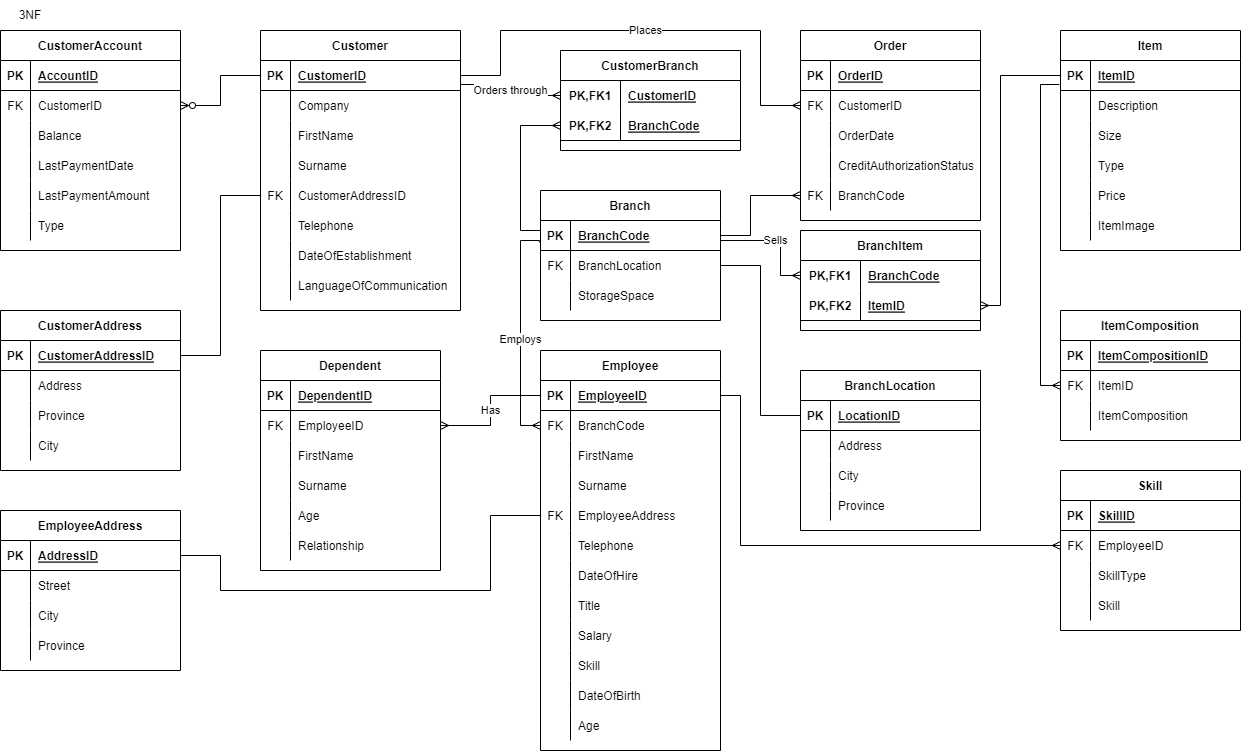 3NF
CustomerAccount
PK AccountID
FK CustomerID
Balance
LastPaymentDate
LastPaymentAmount
Type
Customer
PK CustomerID
Company
FirstName
Surname
FK CustomerAddressID
Telephone
DateOfEstablishment
LanguageOfCommunication
Places
Orders through
CustomerBranch
PK,FK1 CustomerID
PK,FK2 BranchCode
Order
PK OrderID
FK CustomerID
OrderDate
CreditAuthorizationStatus
FK BranchCode
Item
PK ItemID
Description
Size
Type
Price
ItemImage
Branch
PK BranchCode
FK BranchLocation
StorageSpace
Sells
BranchItem
PK,FK1 BranchCode
PK,FK2 ItemID
CustomerAddress
PK CustomerAddressID
Address
Province
City
Employs
Dependent
PK DependentID
FK EmployeeID
FirstName
Surname
Age
Relationship
Has
Employee
PK EmployeeID
FK BranchCode
FirstName
Surname
FK EmployeeAddress
Telephone
DateOfHire
Title
Salary
Skill
DateOfBirth
Age
BranchLocation
PK LocationID
Address
City
Province
ItemComposition
PK ItemCompositionID
FK ItemID
ItemComposition
Skill
PK SkillID
FK EmployeeID
SkillType
Skill
EmployeeAddress
PK AddressID
Street
City
Province